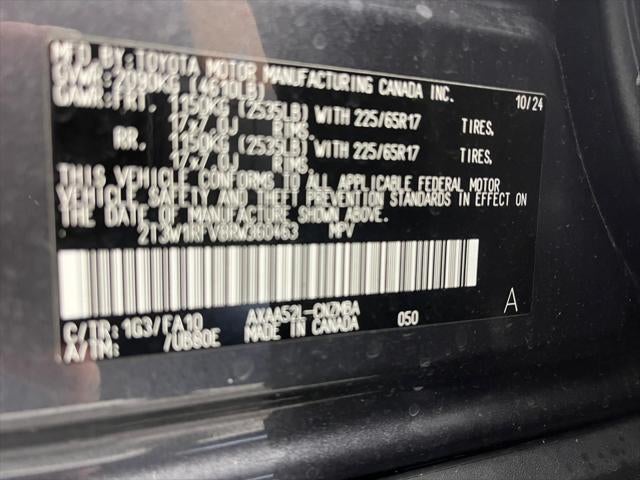 MFD. BY: TOYOTA MOTOR MANUFACTURING CANADA INC.
GVWR: 2090KG (4610LB) 10/24
GAWR: FRT. 1150KG (2535LB) WITH 225/65R17 TIRES,
17x7.0J RIMS,
RR. 1150KG (2535LB) WITH 225/65R17 TIRES,
17x7.0J RIMS,
THIS VEHICLE CONFORMS TO ALL APPLICABLE FEDERAL MOTOR
VEHICLE SAFETY AND THEFT PREVENTION STANDARDS IN EFFECT ON
THE DATE OF MANUFACTURE SHOWN ABOVE.
2T3W1RFV8RW360463 MPV
A
C/TR: 1G3/FA10 AXAA52L- 050
A/TM: /UB80E MADE IN CANADA